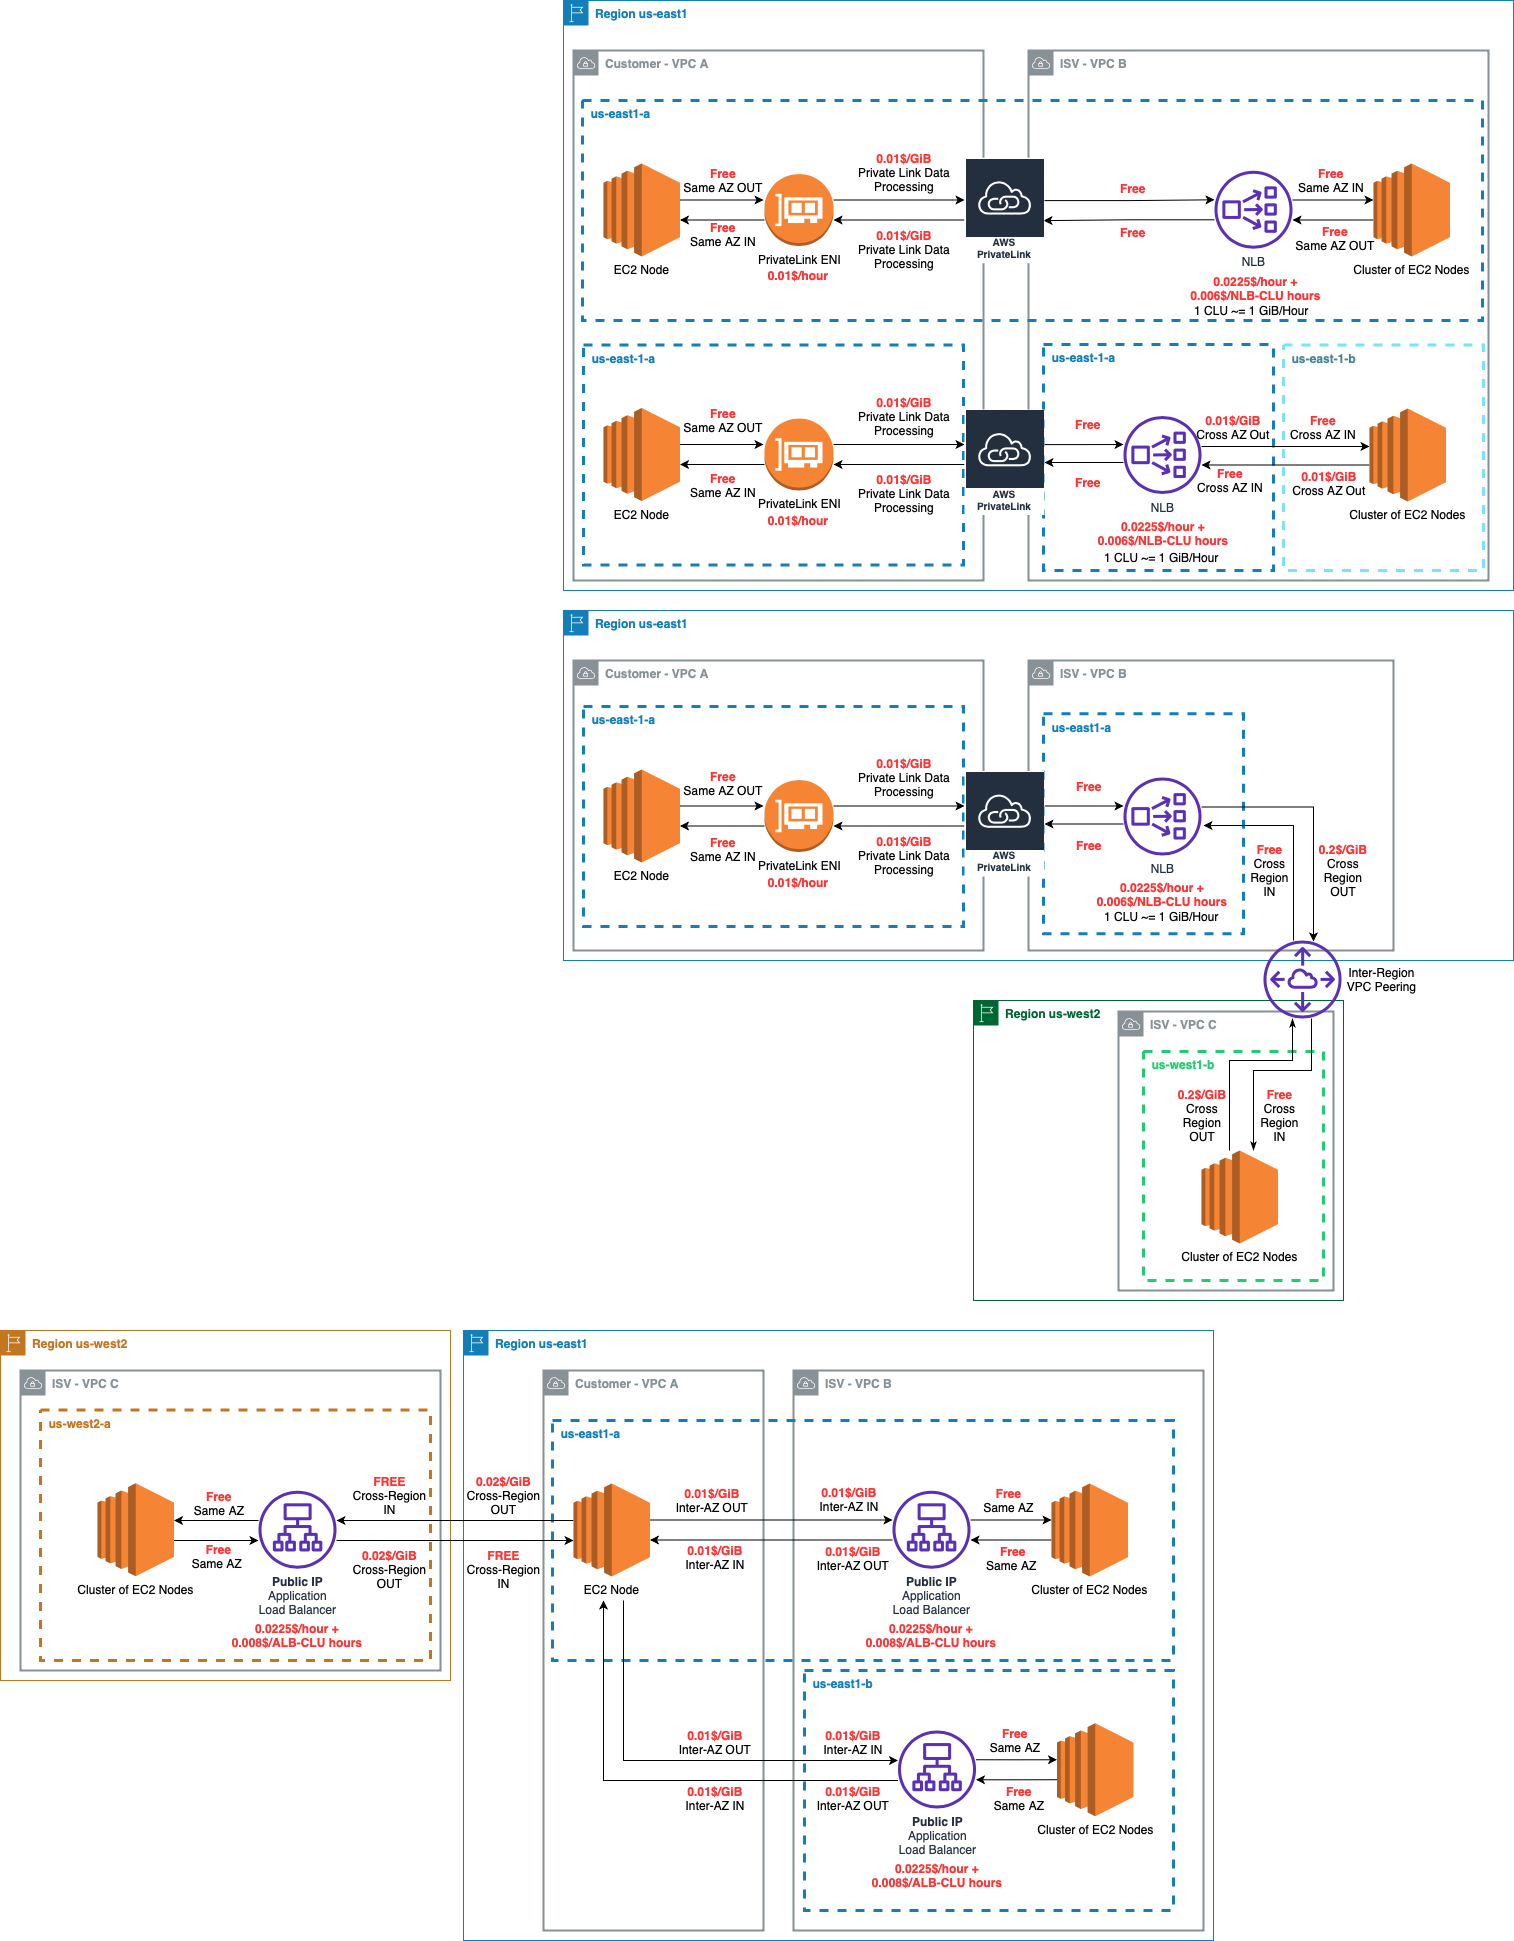 Region us-east1
Customer - VPC A
ISV - VPC B
us-east1-a
Free
Same AZ OUT
Free
Same AZ IN
EC2 Node
PrivateLink ENI
0.01$/hour
0.01$/GiB
Private Link Data
Processing
0.01$/GiB
Private Link Data
Processing
AWS
PrivateLink
Free
Free
NLB
0.0225$/hour +
0.006$/NLB-CLU hours
1 CLU ~= 1 GiB/Hour
Free
Same AZ IN
Free
Same AZ OUT
Cluster of EC2 Nodes
us-east-1-a
Free
Same AZ OUT
Free
Same AZ IN
EC2 Node
PrivateLink ENI
0.01$/hour
0.01$/GiB
Private Link Data
Processing
0.01$/GiB
Private Link Data
Processing
AWS
PrivateLink
us-east-1-a
Free
Free
NLB
0.0225$/hour +
0.006$/NLB-CLU hours
1 CLU ~= 1 GiB/Hour
0.01$/GiB
Cross AZ Out
Free
Cross AZ IN
us-east-1-b
Free
Cross AZ IN
0.01$/GiB
Cross AZ Out
Cluster of EC2 Nodes
Region us-east1
Customer - VPC A
ISV - VPC B
us-east-1-a
Free
Same AZ OUT
Free
Same AZ IN
EC2 Node
PrivateLink ENI
0.01$/hour
0.01$/GiB
Private Link Data
Processing
0.01$/GiB
Private Link Data
Processing
AWS
PrivateLink
us-east1-a
Free
Free
NLB
0.0225$/hour +
0.006$/NLB-CLU hours
1 CLU ~= 1 GiB/Hour
Free
Cross
Region
IN
0.2$/GiB
Cross
Region
OUT
Inter-Region
VPC Peering
Region us-west2
ISV - VPC C
us-west1-b
0.2$/GiB
Cross
Region
OUT
Free
Cross
Region
IN
Cluster of EC2 Nodes
Region us-west2
ISV - VPC C
us-west2-a
Free
Same AZ
Free
Same AZ
Cluster of EC2 Nodes
Public IP
Application
Load Balancer
0.0225$/hour +
0.008$/ALB-CLU hours
FREE
Cross-Region
IN
0.02$/GiB
Cross-Region
OUT
Region us-east1
0.02$/GiB
Cross-Region
OUT
FREE
Cross-Region
IN
Customer - VPC A
ISV - VPC B
us-east1-a
EC2 Node
0.01$/GiB
Inter-AZ OUT
0.01$/GiB
Inter-AZ IN
0.01$/GiB
Inter-AZ IN
0.01$/GiB
Inter-AZ OUT
Public IP
Application
Load Balancer
0.0225$/hour +
0.008$/ALB-CLU hours
Free
Same AZ
Free
Same AZ
Cluster of EC2 Nodes
us-east1-b
0.01$/GiB
Inter-AZ OUT
0.01$/GiB
Inter-AZ IN
0.01$/GiB
Inter-AZ IN
0.01$/GiB
Inter-AZ OUT
Public IP
Application
Load Balancer
0.0225$/hour +
0.008$/ALB-CLU hours
Free
Same AZ
Free
Same AZ
Cluster of EC2 Nodes